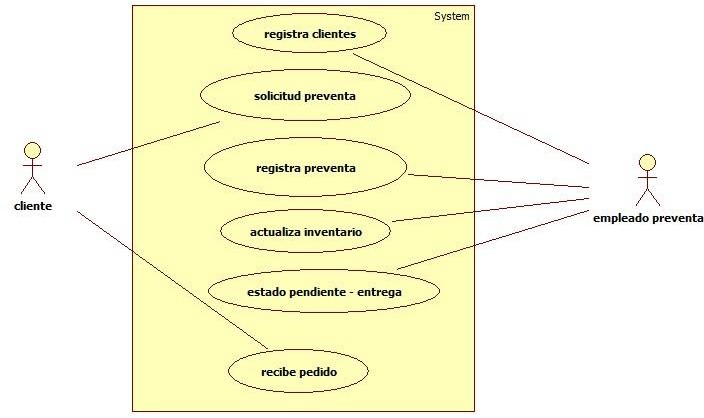 System
registra clientes
solicitud preventa
registra preventa
cliente
empleado preventa
actualiza inventario
estado pendiente - entrega
recibe pedido